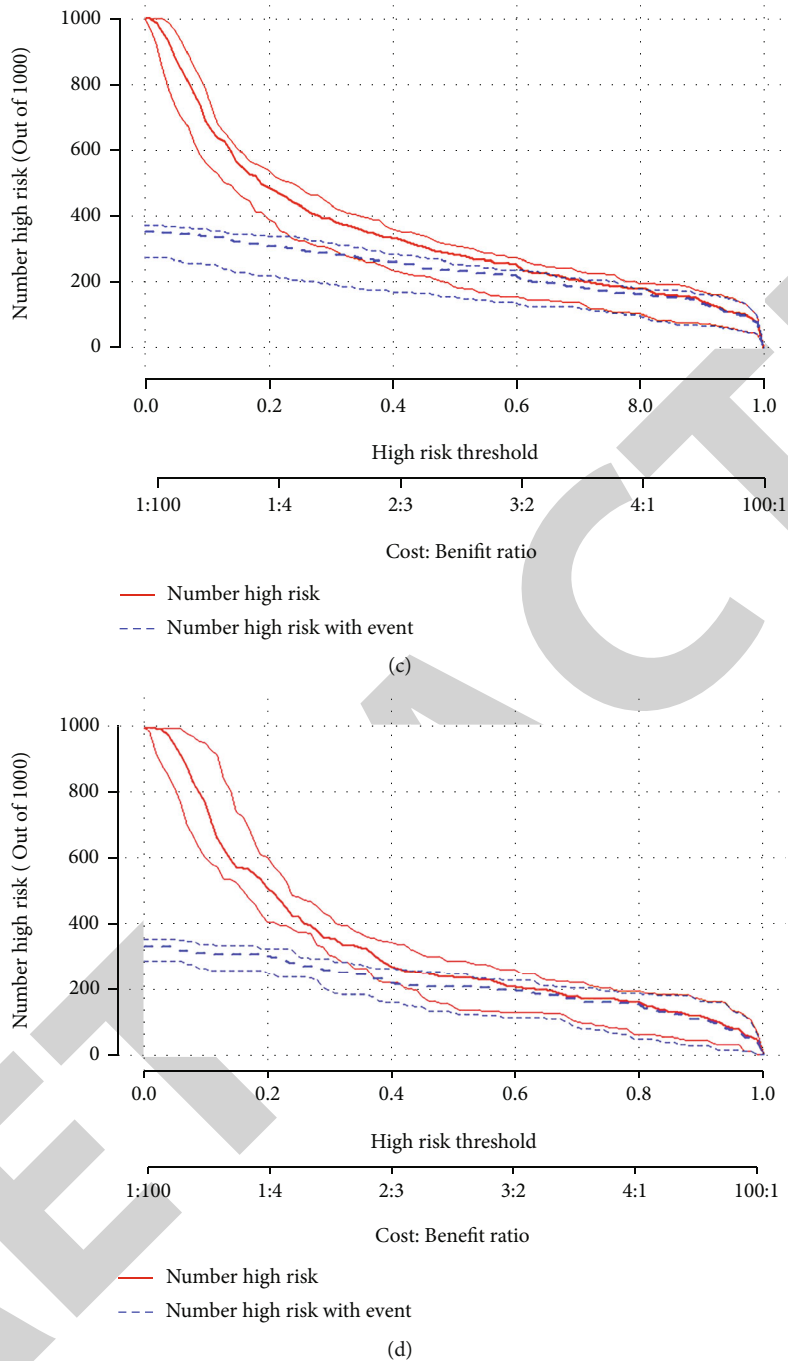 1000
800
600
400
200
0
Number high risk (Out of 1000)
0.0 0.2 0.4 0.6 8.0 1.0
High risk threshold
1:100 1:4 2:3 3:2 4:1 100:1
Cost: Benifit ratio
Number high risk
Number high risk with event
(c)
1000
800
600
400
200
0
Number high risk ( Out of 1000)
0.0 0.2 0.4 0.6 0.8 1.0
High risk threshold
1:100 1:4 2:3 3:2 4:1 100:1
Cost: Benefit ratio
Number high risk
Number high risk with event
(d)